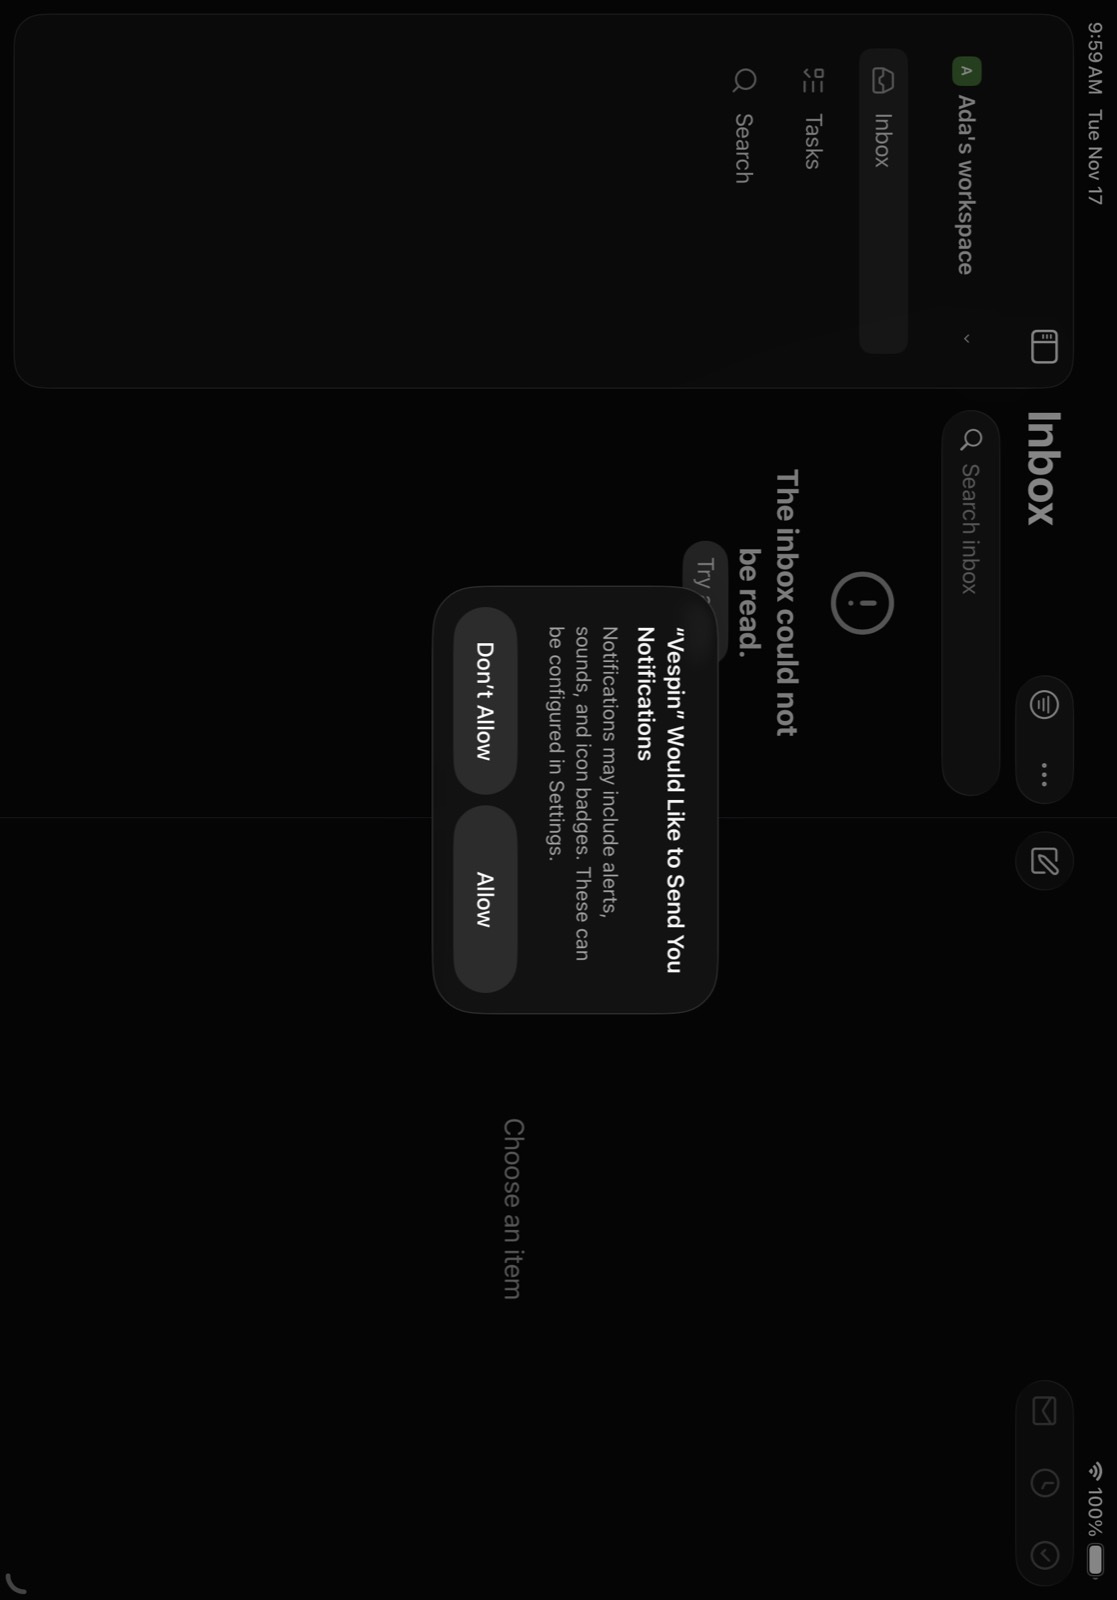 9:59 AM Tue Nov 17
100%
A Ada's workspace
Inbox
Tasks
Search
Inbox
Search inbox
The inbox could not
be read.
Try
“Vespin” Would Like to Send You
Notifications
Notifications may include alerts,
sounds, and icon badges. These can
be configured in Settings.
Don’t Allow
Allow
Choose an item